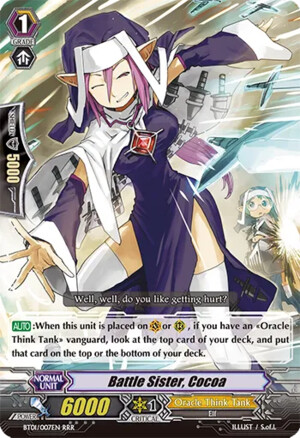 1
GRADE
SHIELD
5000
Well, well, do you like getting hurt?
AUTO :When this unit is placed on V or R , if you have an «Oracle
Think Tank» vanguard, look at the top card of your deck, and put
that card on the top or the bottom of your deck.
NORMAL
UNIT
Battle Sister, Cocoa
POWER
6000
1
CRITICAL
Oracle Think Tank
Elf
BT01/007EN RRR
ILLUST / S.o.f.i.